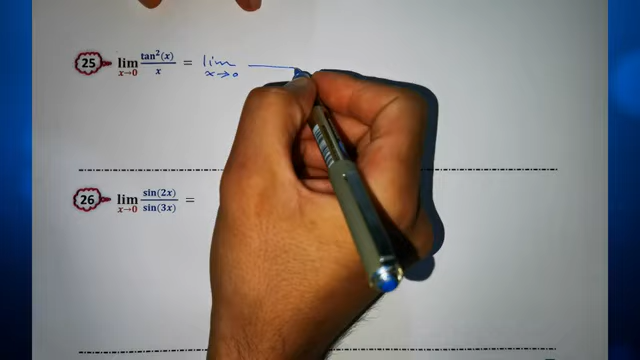 25 lim x→0 tan²(x)/x = lim x→0
26 lim x→0 sin(2x)/sin(3x) =